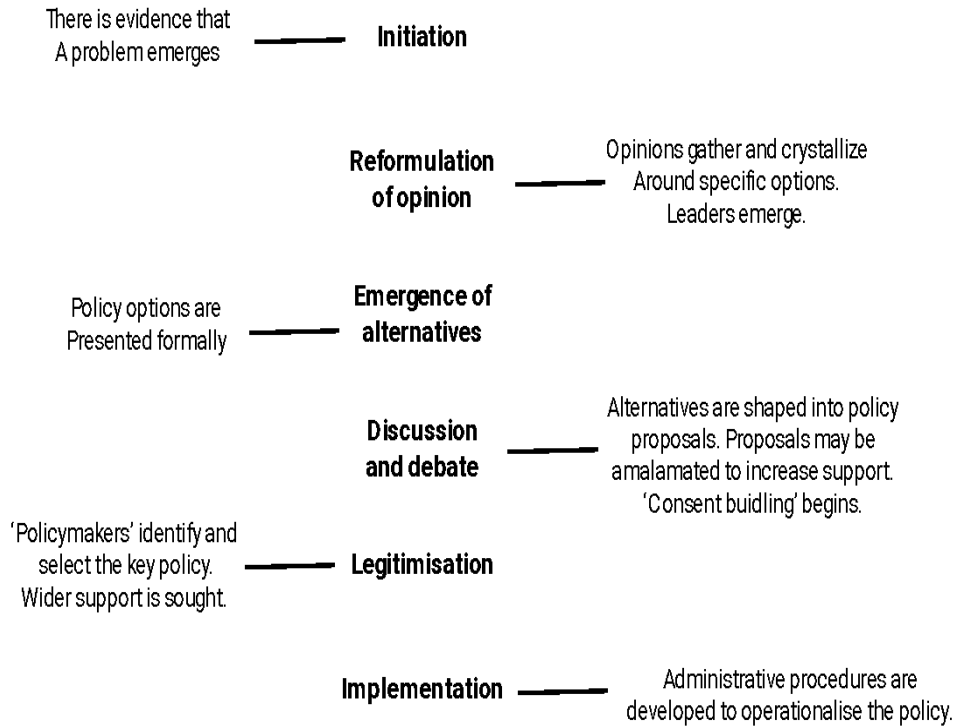 There is evidence that
A problem emerges
Initiation
Reformulation
of opinion
Opinions gather and crystallize
Around specific options.
Leaders emerge.
Policy options are
Presented formally
Emergence of
alternatives
Discussion
and debate
Alternatives are shaped into policy
proposals. Proposals may be
amalamated to increase support.
‘Consent buidling’ begins.
‘Policymakers’ identify and
select the key policy.
Wider support is sought.
Legitimisation
Implementation
Administrative procedures are
developed to operationalise the policy.